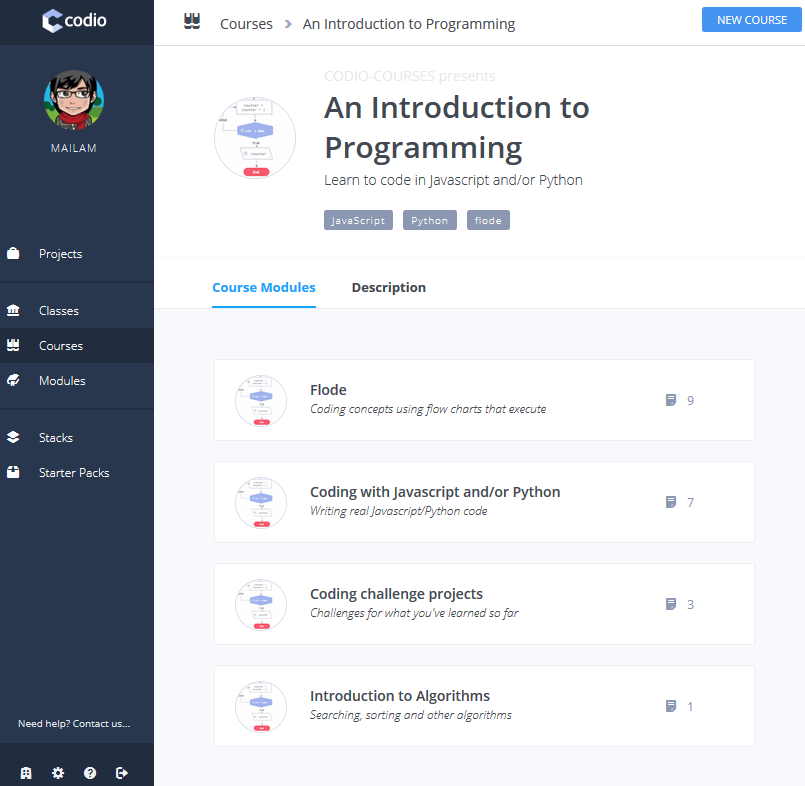 codio
MAILAM
Projects
Classes
Courses
Modules
Stacks
Starter Packs
Need help? Contact us...
Courses > An Introduction to Programming
NEW COURSE
CODIO-COURSES presents
An Introduction to
Programming
Learn to code in Javascript and/or Python
JavaScript Python flode
Course Modules Description
Flode
Coding concepts using flow charts that execute
9
Coding with Javascript and/or Python
Writing real Javascript/Python code
7
Coding challenge projects
Challenges for what you've learned so far
3
Introduction to Algorithms
Searching, sorting and other algorithms
1